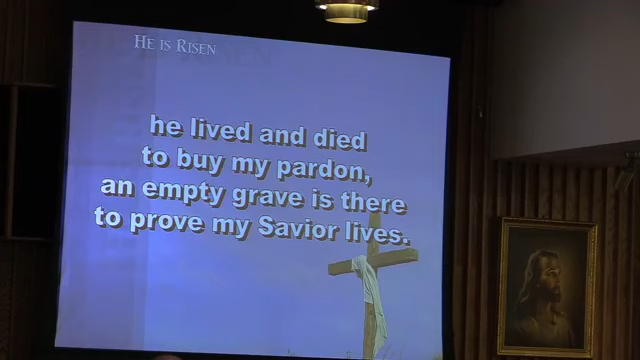 HE IS RISEN
he lived and died
to buy my pardon,
an empty grave is there
to prove my Savior lives.